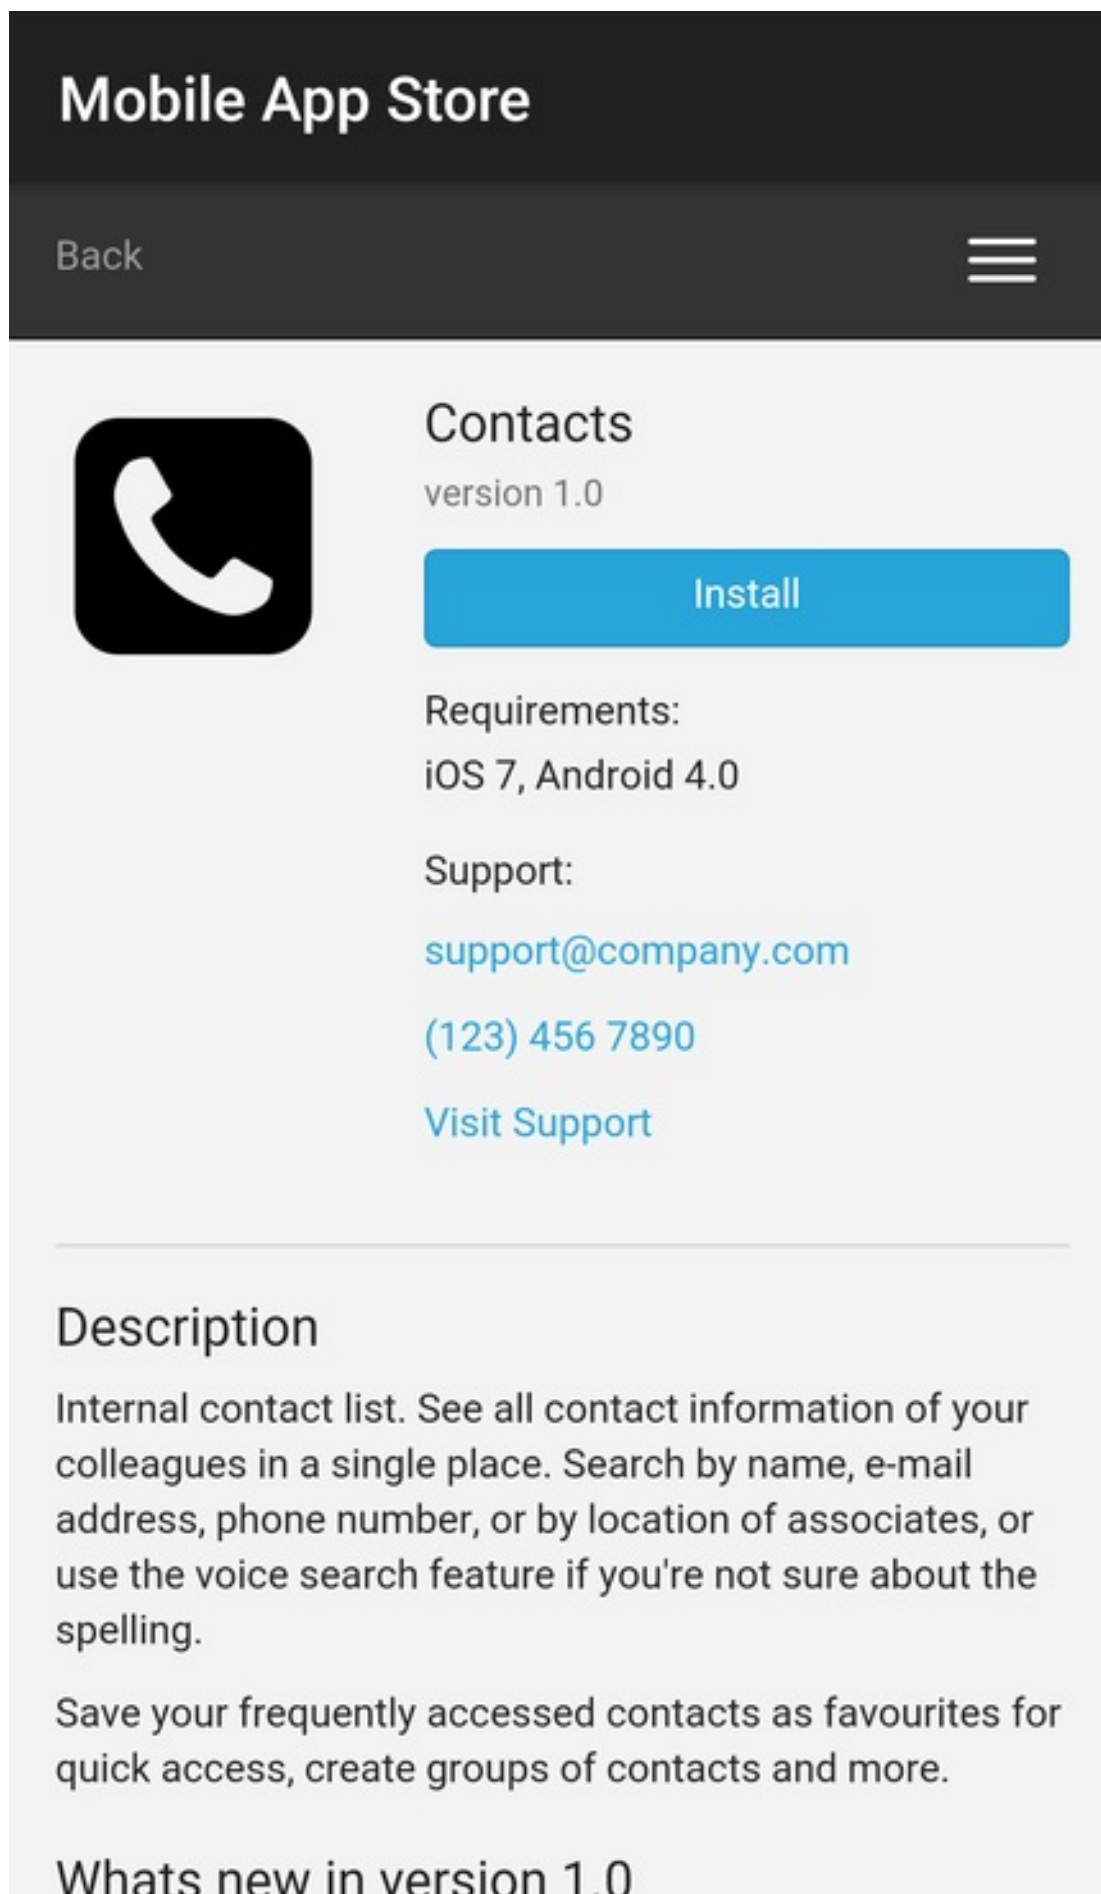 Mobile App Store
Back
Contacts
version 1.0
Install
Requirements:
iOS 7, Android 4.0
Support:
support@company.com
(123) 456 7890
Visit Support
Description
Internal contact list. See all contact information of your
colleagues in a single place. Search by name, e-mail
address, phone number, or by location of associates, or
use the voice search feature if you're not sure about the
spelling.
Save your frequently accessed contacts as favourites for
quick access, create groups of contacts and more.
Whats new in version 1.0